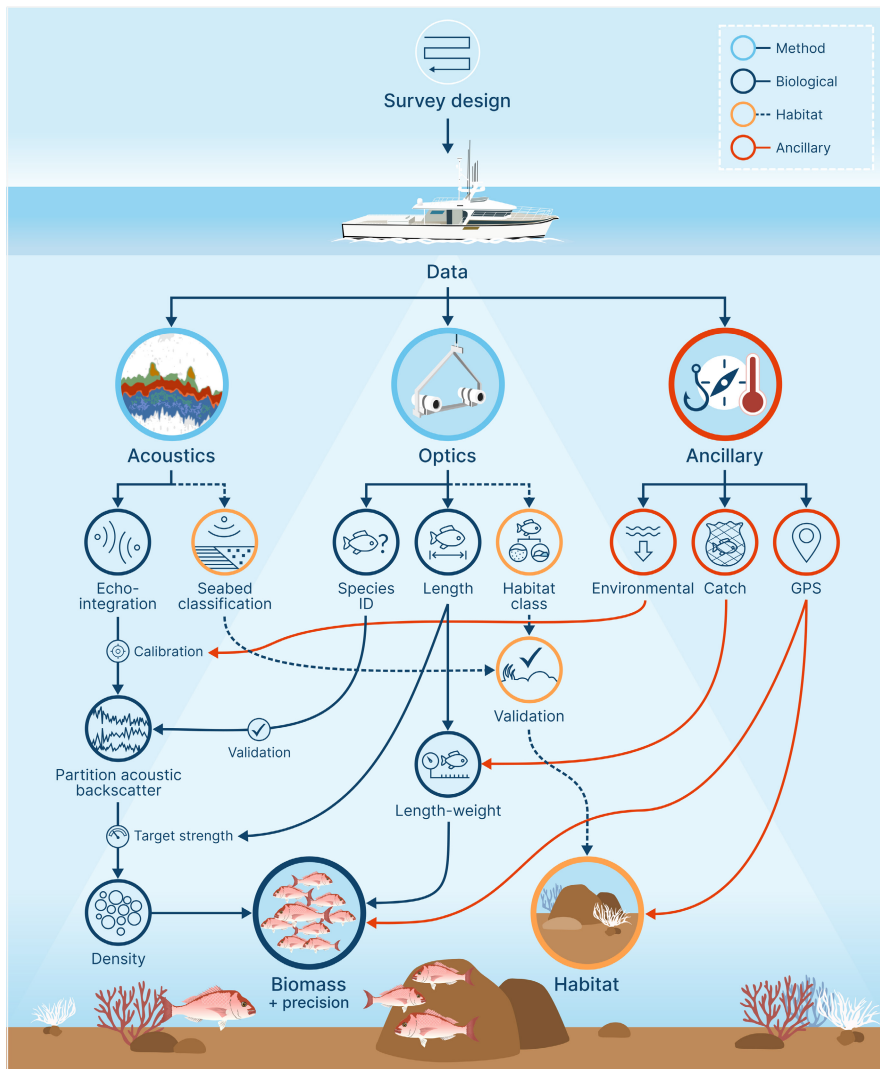 Survey design
Method
Biological
Habitat
Ancillary
Data
Acoustics
Optics
Ancillary
Echo-
integration
Seabed
classification
Species
ID
Length
Habitat
class
Environmental
Catch
GPS
?
Calibration
Validation
Validation
Partition acoustic
backscatter
Length-weight
Target strength
Density
Biomass
+ precision
Habitat